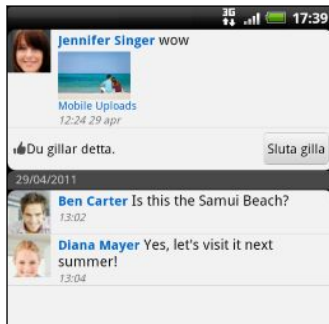 3G 17:39
Jennifer Singer wow
Mobile Uploads
12:24 29 apr
Du gillar detta. Sluta gilla
29/04/2011
Ben Carter Is this the Samui Beach?
13:02
Diana Mayer Yes, let's visit it next
summer!
13:04